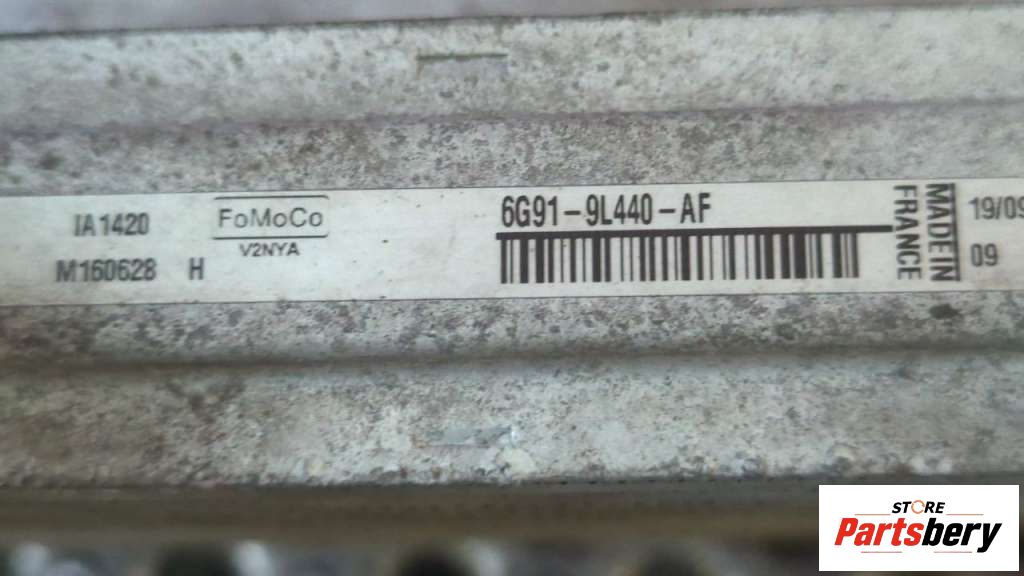 IA1420
FoMoCo
V2NYA
M160628 H
6G91-9L440-AF
MADE IN
FRANCE
19/09
09
STORE
Partsbery